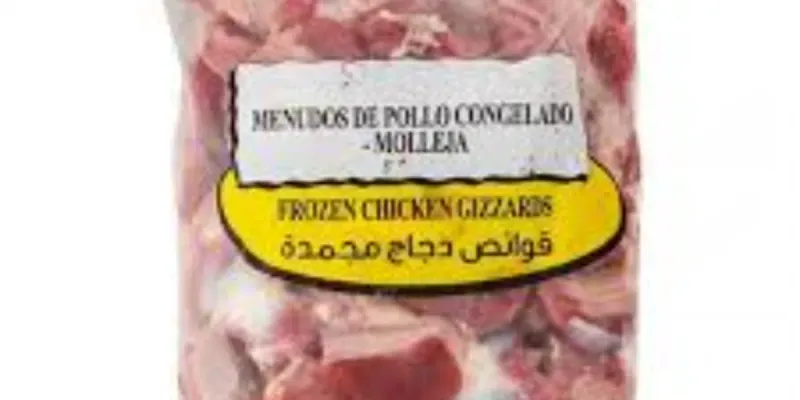 MENUDOS DE POLLO CONGELADO
- MOLLEJA
FROZEN CHICKEN GIZZARDS
قوانص دجاج مجمدة